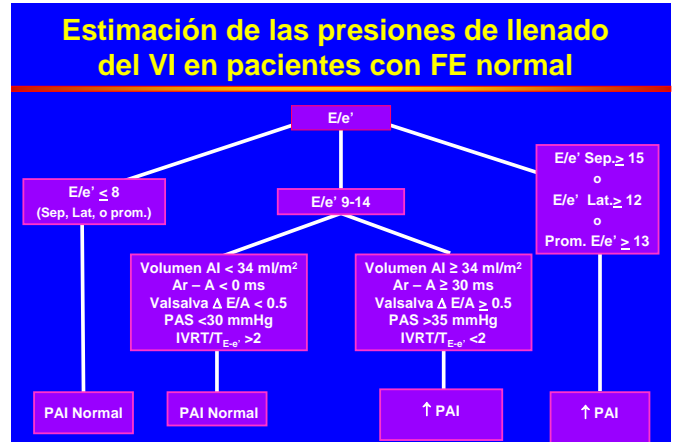 Estimación de las presiones de llenado
del VI en pacientes con FE normal
E/e'
E/e' ≤ 8
(Sep, Lat, o prom.)
E/e' 9-14
E/e' Sep.≥ 15
o
E/e' Lat.≥ 12
o
Prom. E/e' ≥ 13
Volumen AI < 34 ml/m²
Ar – A < 0 ms
Valsalva Δ E/A < 0.5
PAS <30 mmHg
IVRT/T_E-e' >2
Volumen AI ≥ 34 ml/m²
Ar – A ≥ 30 ms
Valsalva Δ E/A ≥ 0.5
PAS >35 mmHg
IVRT/T_E-e' <2
PAI Normal
PAI Normal
↑ PAI
↑ PAI